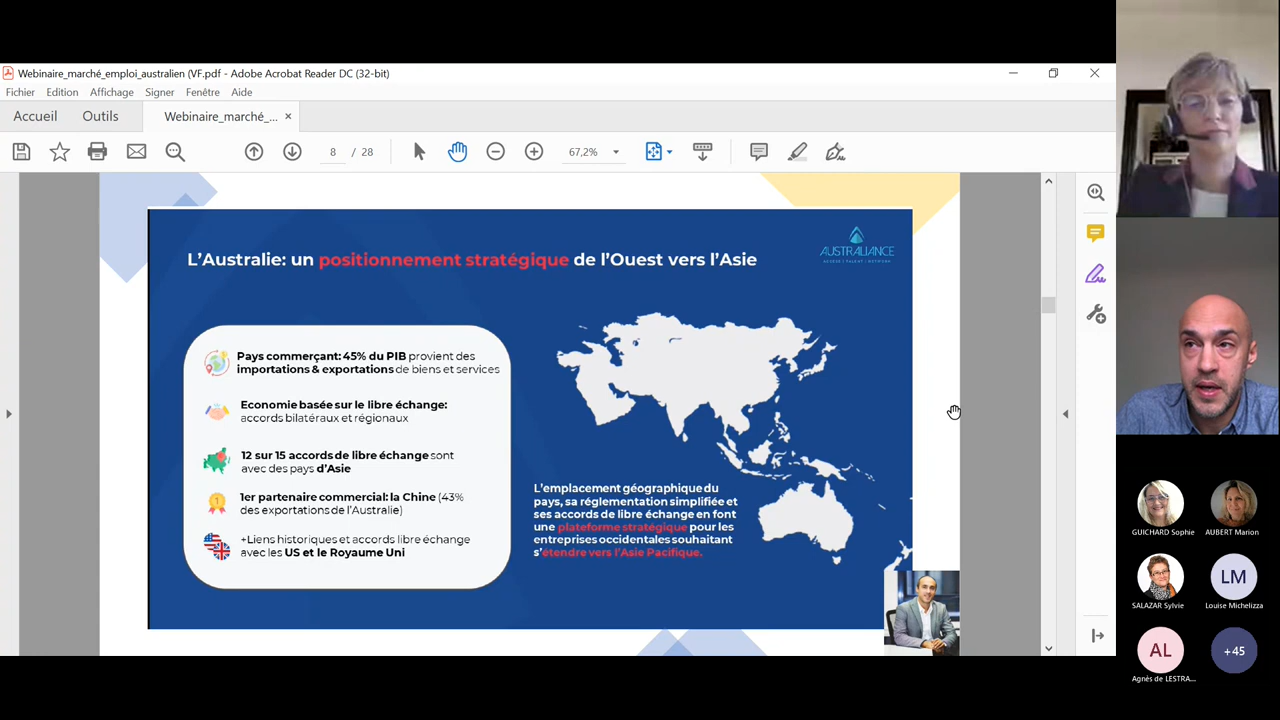 Webinaire_marché_emploi_australien (VF.pdf - Adobe Acrobat Reader DC (32-bit)
Fichier Edition Affichage Signer Fenêtre Aide
Accueil Outils Webinaire_marché_... ×
8 / 28 67,2%
L'Australie: un positionnement stratégique de l'Ouest vers l'Asie
AUSTRALIANCE
ACCESS | TALENT | NETWORK
Pays commerçant: 45% du PIB provient des
importations & exportations de biens et services
Economie basée sur le libre échange:
accords bilatéraux et régionaux
12 sur 15 accords de libre échange sont
avec des pays d'Asie
1er partenaire commercial: la Chine (43%
des exportations de l'Australie)
+Liens historiques et accords libre échange
avec les US et le Royaume Uni
L'emplacement géographique du
pays, sa réglementation simplifiée et
ses accords de libre échange en font
une plateforme stratégique pour les
entreprises occidentales souhaitant
s'étendre vers l'Asie Pacifique.
GUICHARD Sophie AUBERT Marion
LM
SALAZAR Sylvie Louise Michelizza
AL +45
Agnès de LESTRA...